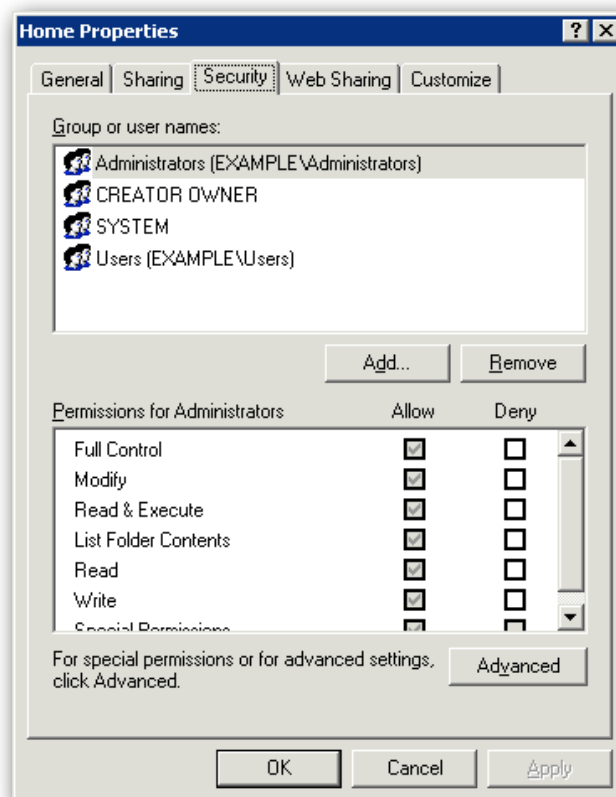 Home Properties
General Sharing Security Web Sharing Customize
Group or user names:
Administrators (EXAMPLE\Administrators)
CREATOR OWNER
SYSTEM
Users (EXAMPLE\Users)
Add... Remove
Permissions for Administrators Allow Deny
Full Control
Modify
Read & Execute
List Folder Contents
Read
Write
Special Permissions
For special permissions or for advanced settings, Advanced
click Advanced.
OK Cancel Apply